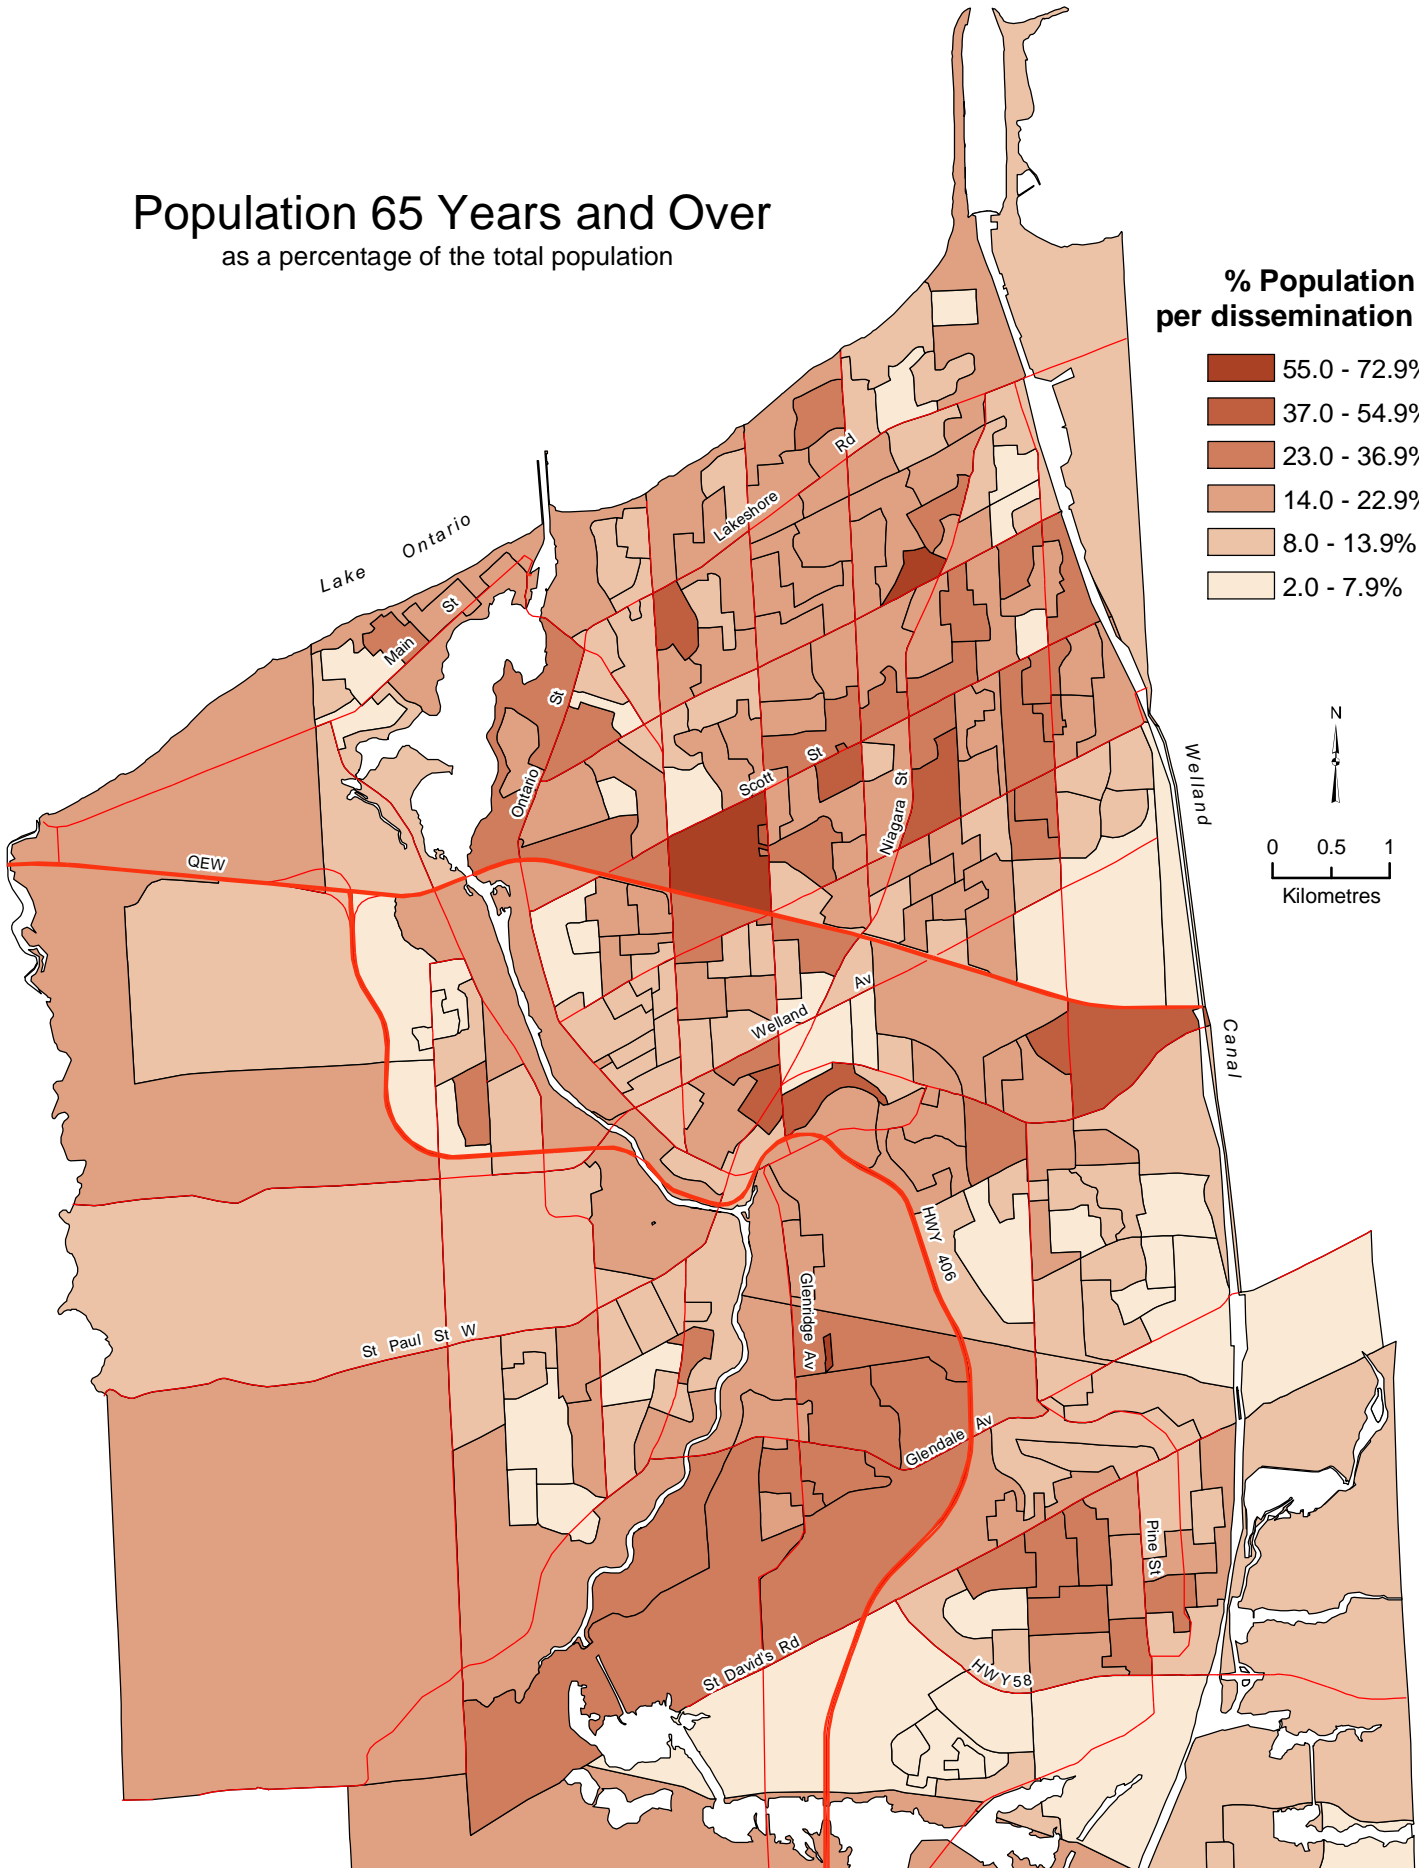 Population 65 Years and Over
as a percentage of the total population
% Population
per dissemination
55.0 - 72.9%
37.0 - 54.9%
23.0 - 36.9%
14.0 - 22.9%
8.0 - 13.9%
2.0 - 7.9%
N
0 0.5 1
Kilometres
Lake Ontario
Main St
Lakeshore Rd
Ontario St
Scott St
Niagara St
Welland
Canal
QEW
Welland Av
HWY 406
Glenridge Av
St Paul St W
Glendale Av
Pine St
St David's Rd
HWY58